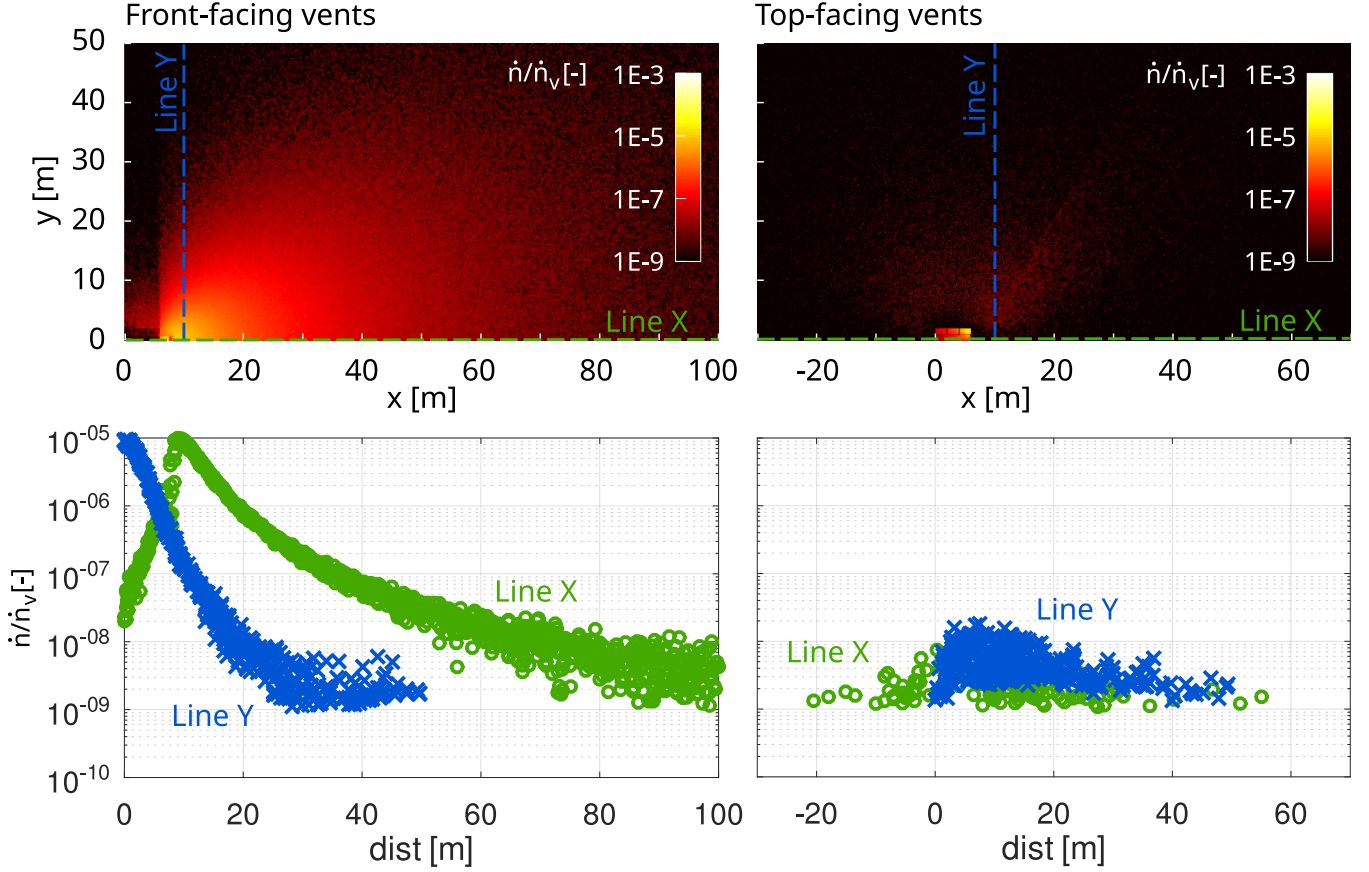 Front-facing vents
Top-facing vents
50
40
30
20
10
0
y [m]
Line Y
ṅ/ṅv[-]
1E-3
1E-5
1E-7
1E-9
Line X
0
20
40
60
80
100
x [m]
Line Y
ṅ/ṅv[-]
1E-3
1E-5
1E-7
1E-9
Line X
-20
0
20
40
60
x [m]
10-05
10-06
10-07
10-08
10-09
10-10
ṅ/ṅv[-]
Line X
Line Y
0
20
40
60
80
100
dist [m]
Line Y
Line X
-20
0
20
40
60
dist [m]